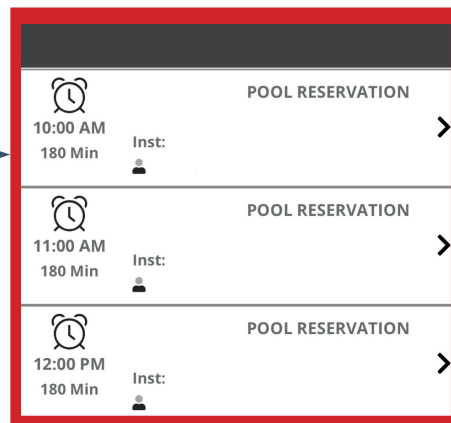 POOL RESERVATION
10:00 AM
180 Min
Inst:
POOL RESERVATION
11:00 AM
180 Min
Inst:
POOL RESERVATION
12:00 PM
180 Min
Inst: